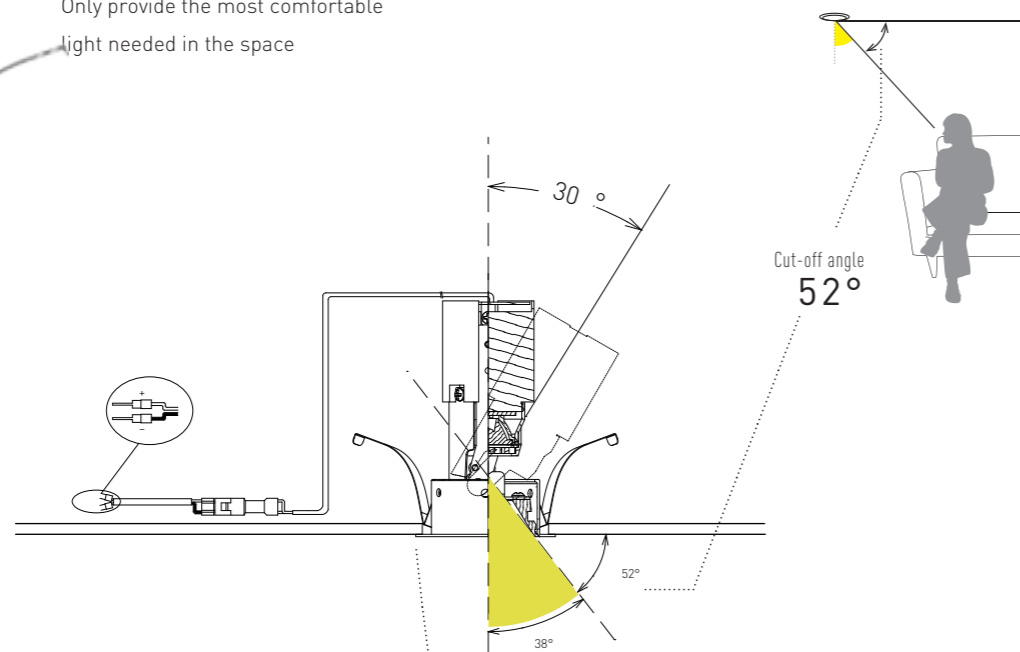 Only provide the most comfortable
light needed in the space
30 °
Cut-off angle
52°
+
−
52°
38°